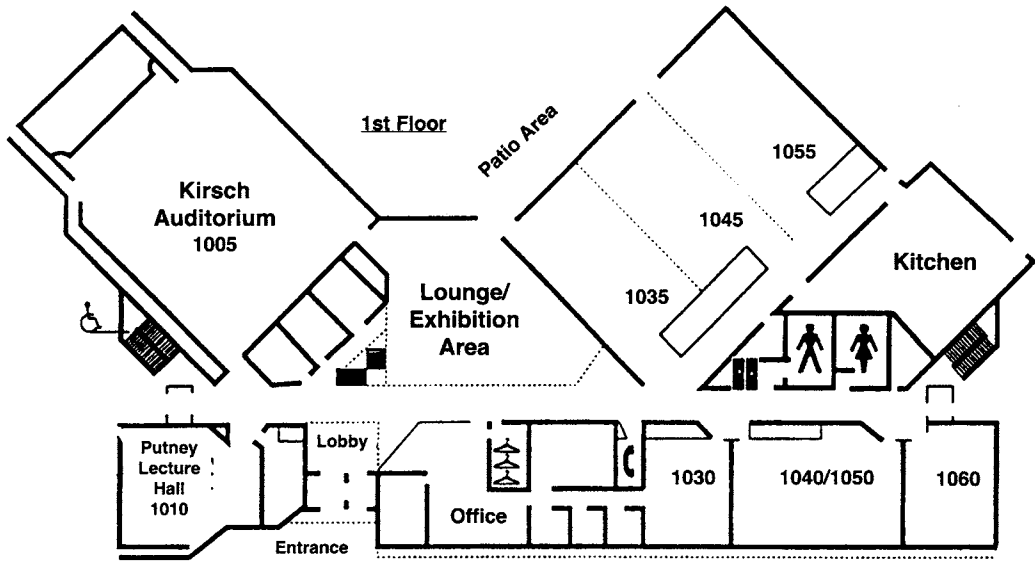 1st Floor
Patio Area
1055
Kirsch
Auditorium
1005
1045
Kitchen
Lounge/
Exhibition
Area
1035
Lobby
Putney
Lecture
Hall
1010
1030
1040/1050
1060
Office
Entrance